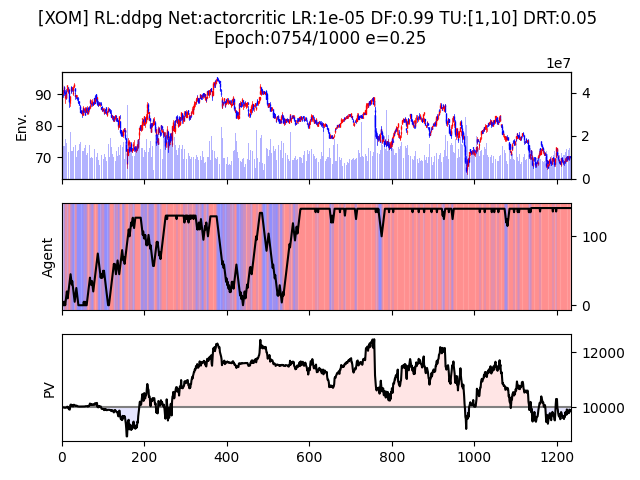 [XOM] RL:ddpg Net:actorcritic LR:1e-05 DF:0.99 TU:[1,10] DRT:0.05
Epoch:0754/1000 e=0.25
1e7
90
80
70
Env.
4
2
0
Agent
100
0
PV
12000
10000
0
200
400
600
800
1000
1200